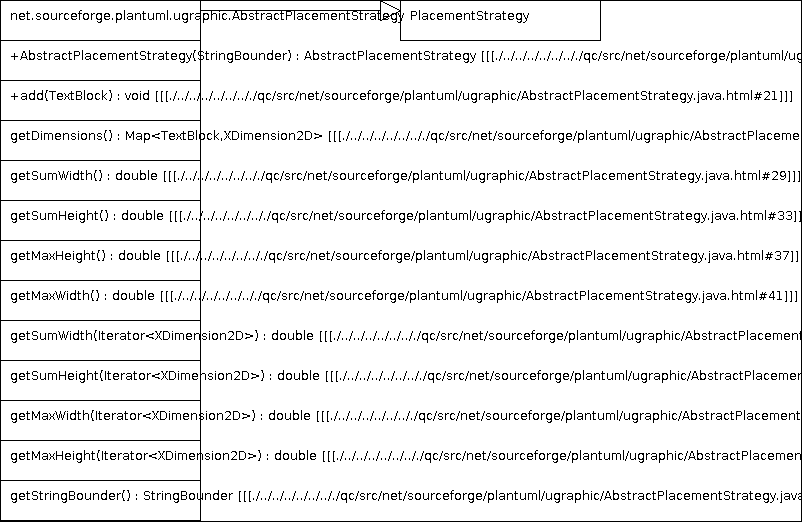 net.sourceforge.plantuml.ugraphic.AbstractPlacementStrategy PlacementStrategy
+AbstractPlacementStrategy(StringBounder) : AbstractPlacementStrategy [[[./../../../../../../qc/src/net/sourceforge/plantuml/ug
+add(TextBlock) : void [[[./../../../../../../qc/src/net/sourceforge/plantuml/ugraphic/AbstractPlacementStrategy.java.html#21]]]
getDimensions() : Map<TextBlock,XDimension2D> [[[./../../../../../../qc/src/net/sourceforge/plantuml/ugraphic/AbstractPlaceme
getSumWidth() : double [[[./../../../../../../qc/src/net/sourceforge/plantuml/ugraphic/AbstractPlacementStrategy.java.html#29]]]
getSumHeight() : double [[[./../../../../../../qc/src/net/sourceforge/plantuml/ugraphic/AbstractPlacementStrategy.java.html#33]]]
getMaxHeight() : double [[[./../../../../../../qc/src/net/sourceforge/plantuml/ugraphic/AbstractPlacementStrategy.java.html#37]]]
getMaxWidth() : double [[[./../../../../../../qc/src/net/sourceforge/plantuml/ugraphic/AbstractPlacementStrategy.java.html#41]]]
getSumWidth(Iterator<XDimension2D>) : double [[[./../../../../../../qc/src/net/sourceforge/plantuml/ugraphic/AbstractPlacement
getSumHeight(Iterator<XDimension2D>) : double [[[./../../../../../../qc/src/net/sourceforge/plantuml/ugraphic/AbstractPlacemen
getMaxWidth(Iterator<XDimension2D>) : double [[[./../../../../../../qc/src/net/sourceforge/plantuml/ugraphic/AbstractPlacement
getMaxHeight(Iterator<XDimension2D>) : double [[[./../../../../../../qc/src/net/sourceforge/plantuml/ugraphic/AbstractPlacemen
getStringBounder() : StringBounder [[[./../../../../../../qc/src/net/sourceforge/plantuml/ugraphic/AbstractPlacementStrategy.java